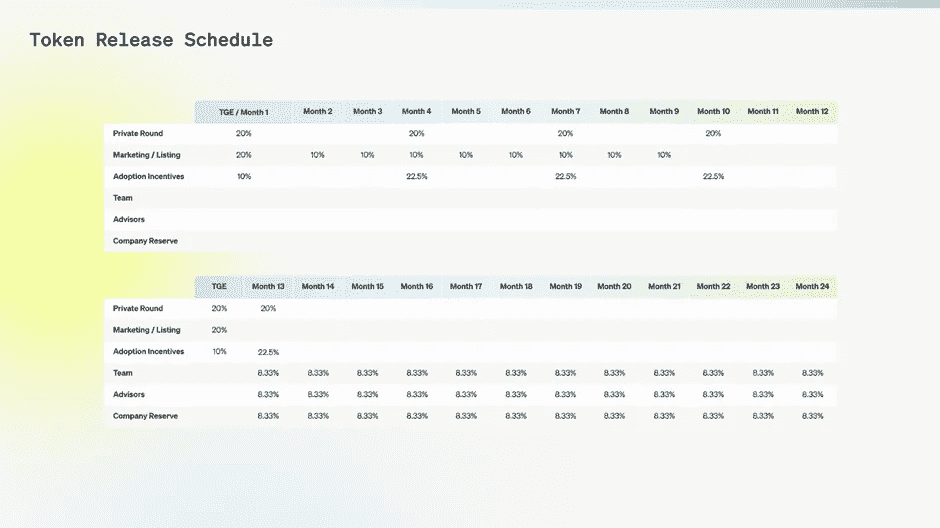 Token Release Schedule
TGE / Month 1 Month 2 Month 3 Month 4 Month 5 Month 6 Month 7 Month 8 Month 9 Month 10 Month 11 Month 12
Private Round 20% 20% 20% 20%
Marketing / Listing 20% 10% 10% 10% 10% 10% 10% 10% 10%
Adoption Incentives 10% 22.5% 22.5% 22.5%
Team
Advisors
Company Reserve
TGE Month 13 Month 14 Month 15 Month 16 Month 17 Month 18 Month 19 Month 20 Month 21 Month 22 Month 23 Month 24
Private Round 20% 20%
Marketing / Listing 20%
Adoption Incentives 10% 22.5%
Team 8.33% 8.33% 8.33% 8.33% 8.33% 8.33% 8.33% 8.33% 8.33% 8.33% 8.33% 8.33%
Advisors 8.33% 8.33% 8.33% 8.33% 8.33% 8.33% 8.33% 8.33% 8.33% 8.33% 8.33% 8.33%
Company Reserve 8.33% 8.33% 8.33% 8.33% 8.33% 8.33% 8.33% 8.33% 8.33% 8.33% 8.33% 8.33%